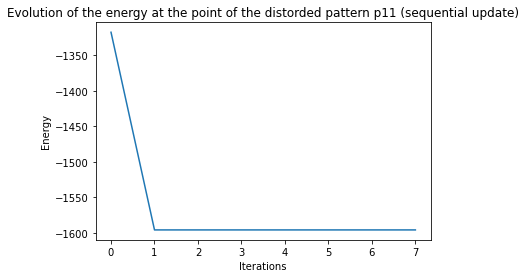 Evolution of the energy at the point of the distorded pattern p11 (sequential update)
−1350
−1400
−1450
−1500
−1550
−1600
Energy
0 1 2 3 4 5 6 7
Iterations